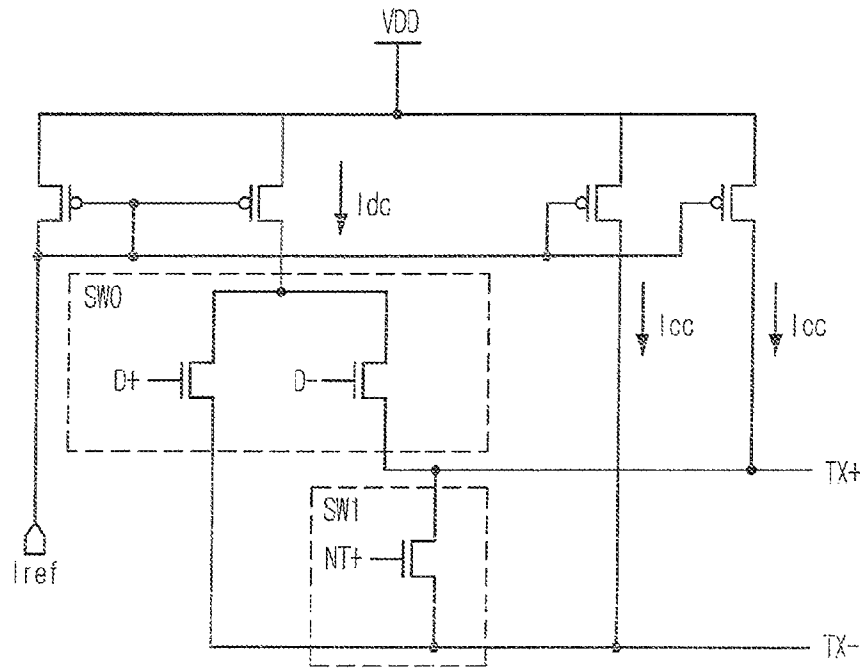 VDD
Idc
SW0
Icc
Icc
D+
D-
TX+
SW1
NT+
Iref
TX-